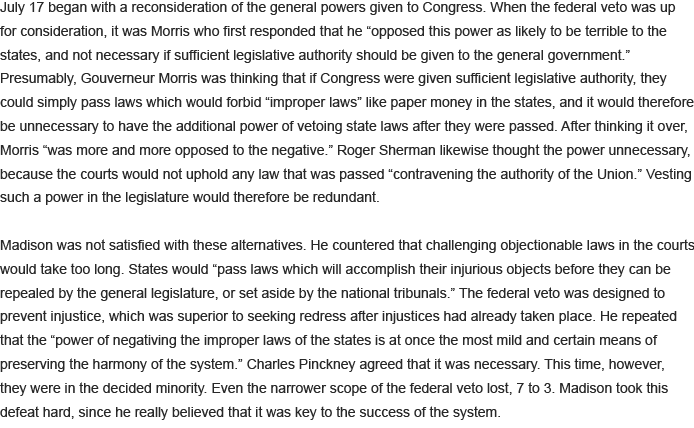 July 17 began with a reconsideration of the general powers given to Congress. When the federal veto was up
for consideration, it was Morris who first responded that he “opposed this power as likely to be terrible to the
states, and not necessary if sufficient legislative authority should be given to the general government.”
Presumably, Gouverneur Morris was thinking that if Congress were given sufficient legislative authority, they
could simply pass laws which would forbid “improper laws” like paper money in the states, and it would therefore
be unnecessary to have the additional power of vetoing state laws after they were passed. After thinking it over,
Morris “was more and more opposed to the negative.” Roger Sherman likewise thought the power unnecessary,
because the courts would not uphold any law that was passed “contravening the authority of the Union.” Vesting
such a power in the legislature would therefore be redundant.

Madison was not satisfied with these alternatives. He countered that challenging objectionable laws in the courts
would take too long. States would “pass laws which will accomplish their injurious objects before they can be
repealed by the general legislature, or set aside by the national tribunals.” The federal veto was designed to
prevent injustice, which was superior to seeking redress after injustices had already taken place. He repeated
that the “power of negativing the improper laws of the states is at once the most mild and certain means of
preserving the harmony of the system.” Charles Pinckney agreed that it was necessary. This time, however,
they were in the decided minority. Even the narrower scope of the federal veto lost, 7 to 3. Madison took this
defeat hard, since he really believed that it was key to the success of the system.